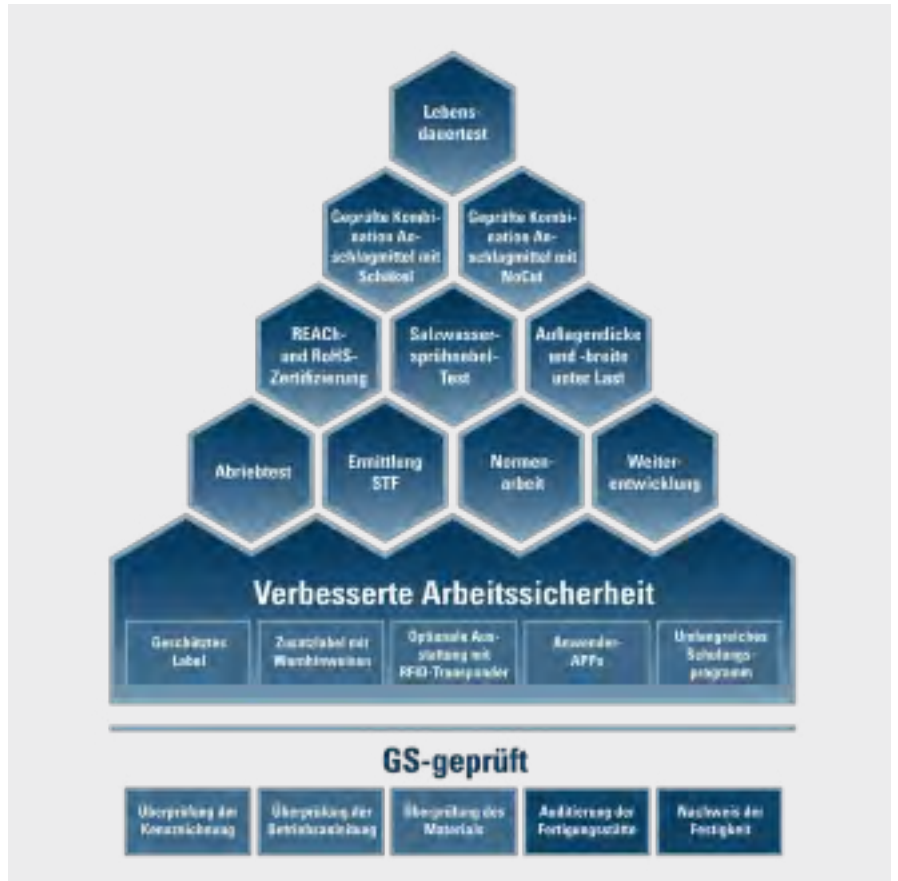 Lebens-
dauertest
Geprüfte Kombi-
nation An-
schlagmittel mit
Schäkel
Geprüfte Kombi-
nation An-
schlagmittel mit
NoCut
REACh-
und RoHS-
Zertifizierung
Salzwasser-
sprühnebel-
Test
Auflagendicke
und -breite
unter Last
Abriebtest
Ermittlung
STF
Normen-
arbeit
Weiter-
entwicklung
Verbesserte Arbeitssicherheit
Geschütztes
Label
Zusatzlabel mit
Warnhinweisen
Optionale Aus-
stattung mit
RFID-Transponder
Anwender-
APPs
Umfangreiches
Schulungs-
programm
GS-geprüft
Überprüfung der
Kennzeichnung
Überprüfung der
Betriebsanleitung
Überprüfung des
Materials
Auditierung der
Fertigungsstätte
Nachweis der
Festigkeit